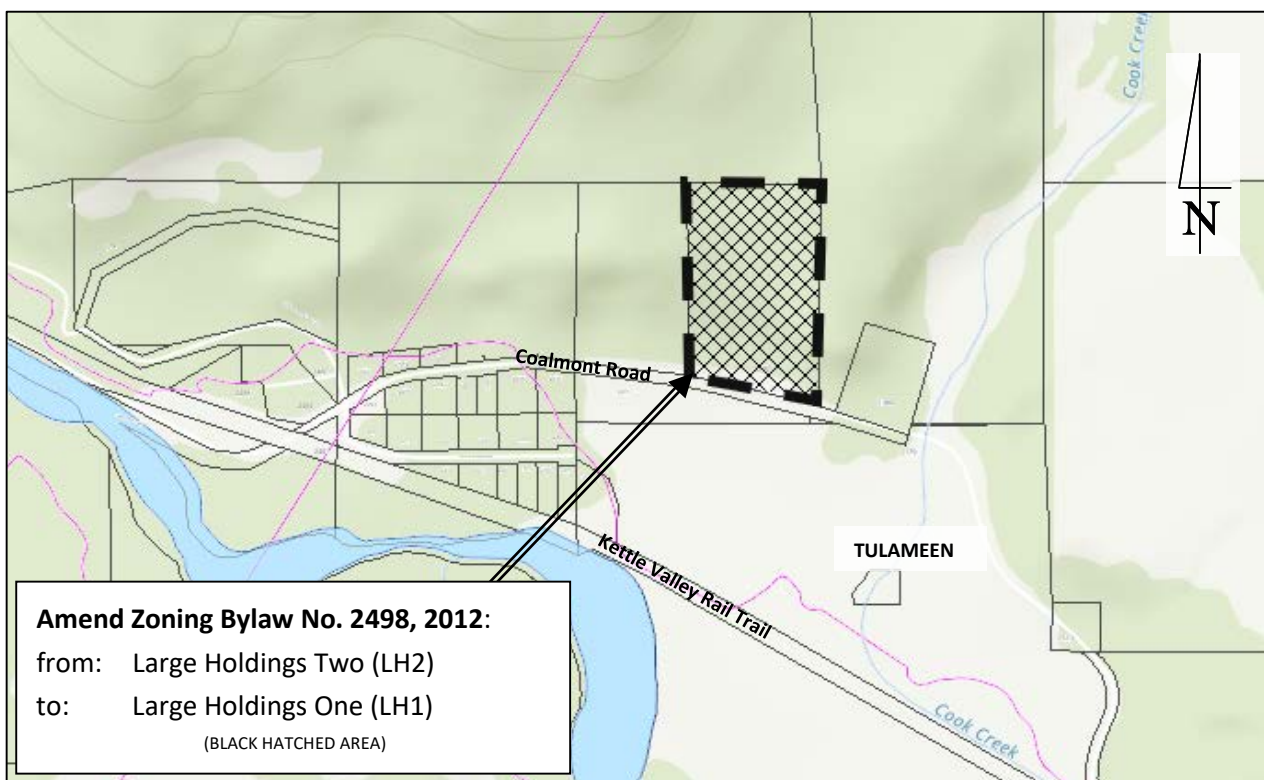 Cook Creek
N
Coalmont Road
Kettle Valley Rail Trail
TULAMEEN
Cook Creek
Amend Zoning Bylaw No. 2498, 2012:
from: Large Holdings Two (LH2)
to: Large Holdings One (LH1)
(BLACK HATCHED AREA)